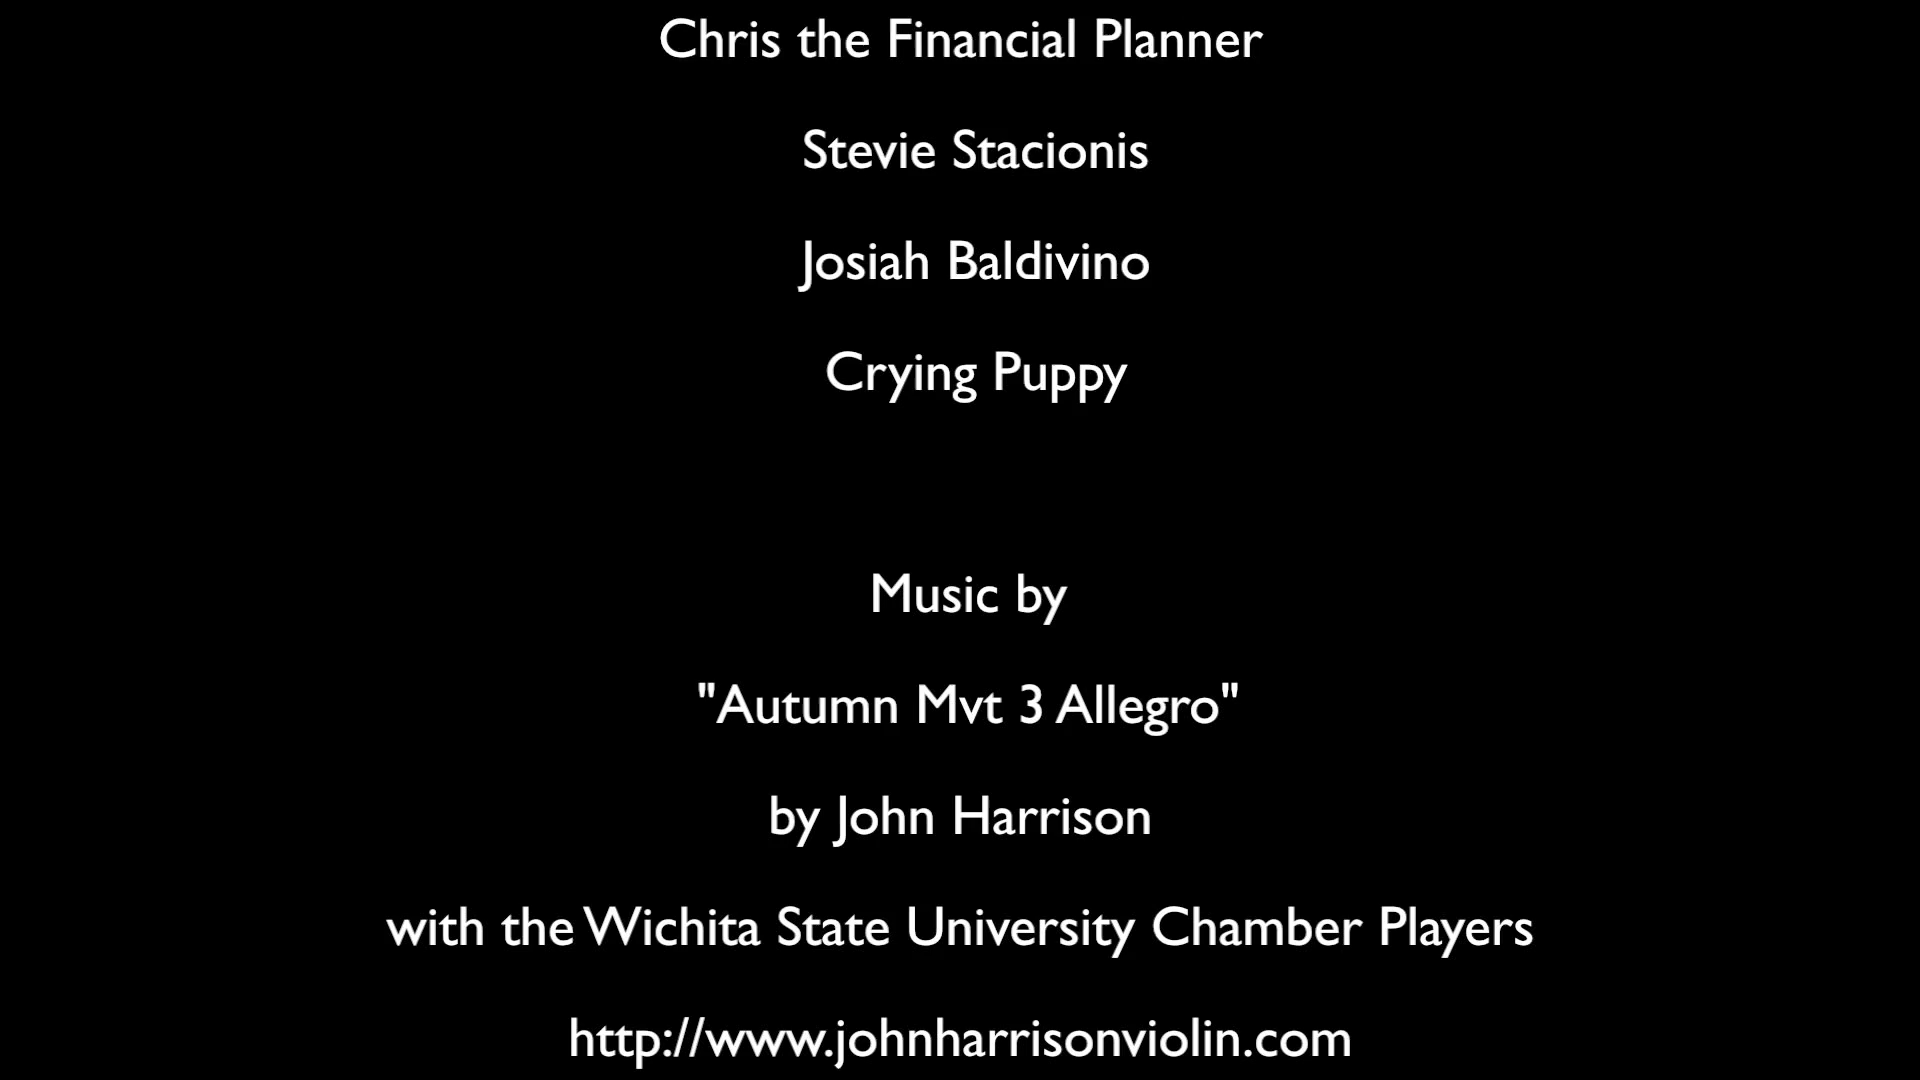 Chris the Financial Planner
Stevie Stacionis
Josiah Baldivino
Crying Puppy
Music by
"Autumn Mvt 3 Allegro"
by John Harrison
with the Wichita State University Chamber Players
http://www.johnharrisonviolin.com